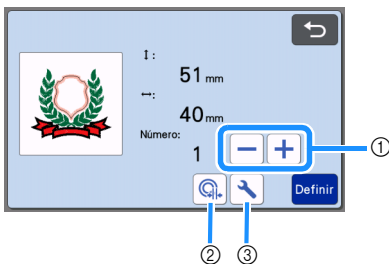 ↕:
51 mm
↔:
40 mm
Número:
1
− +
Definir
①
② ③